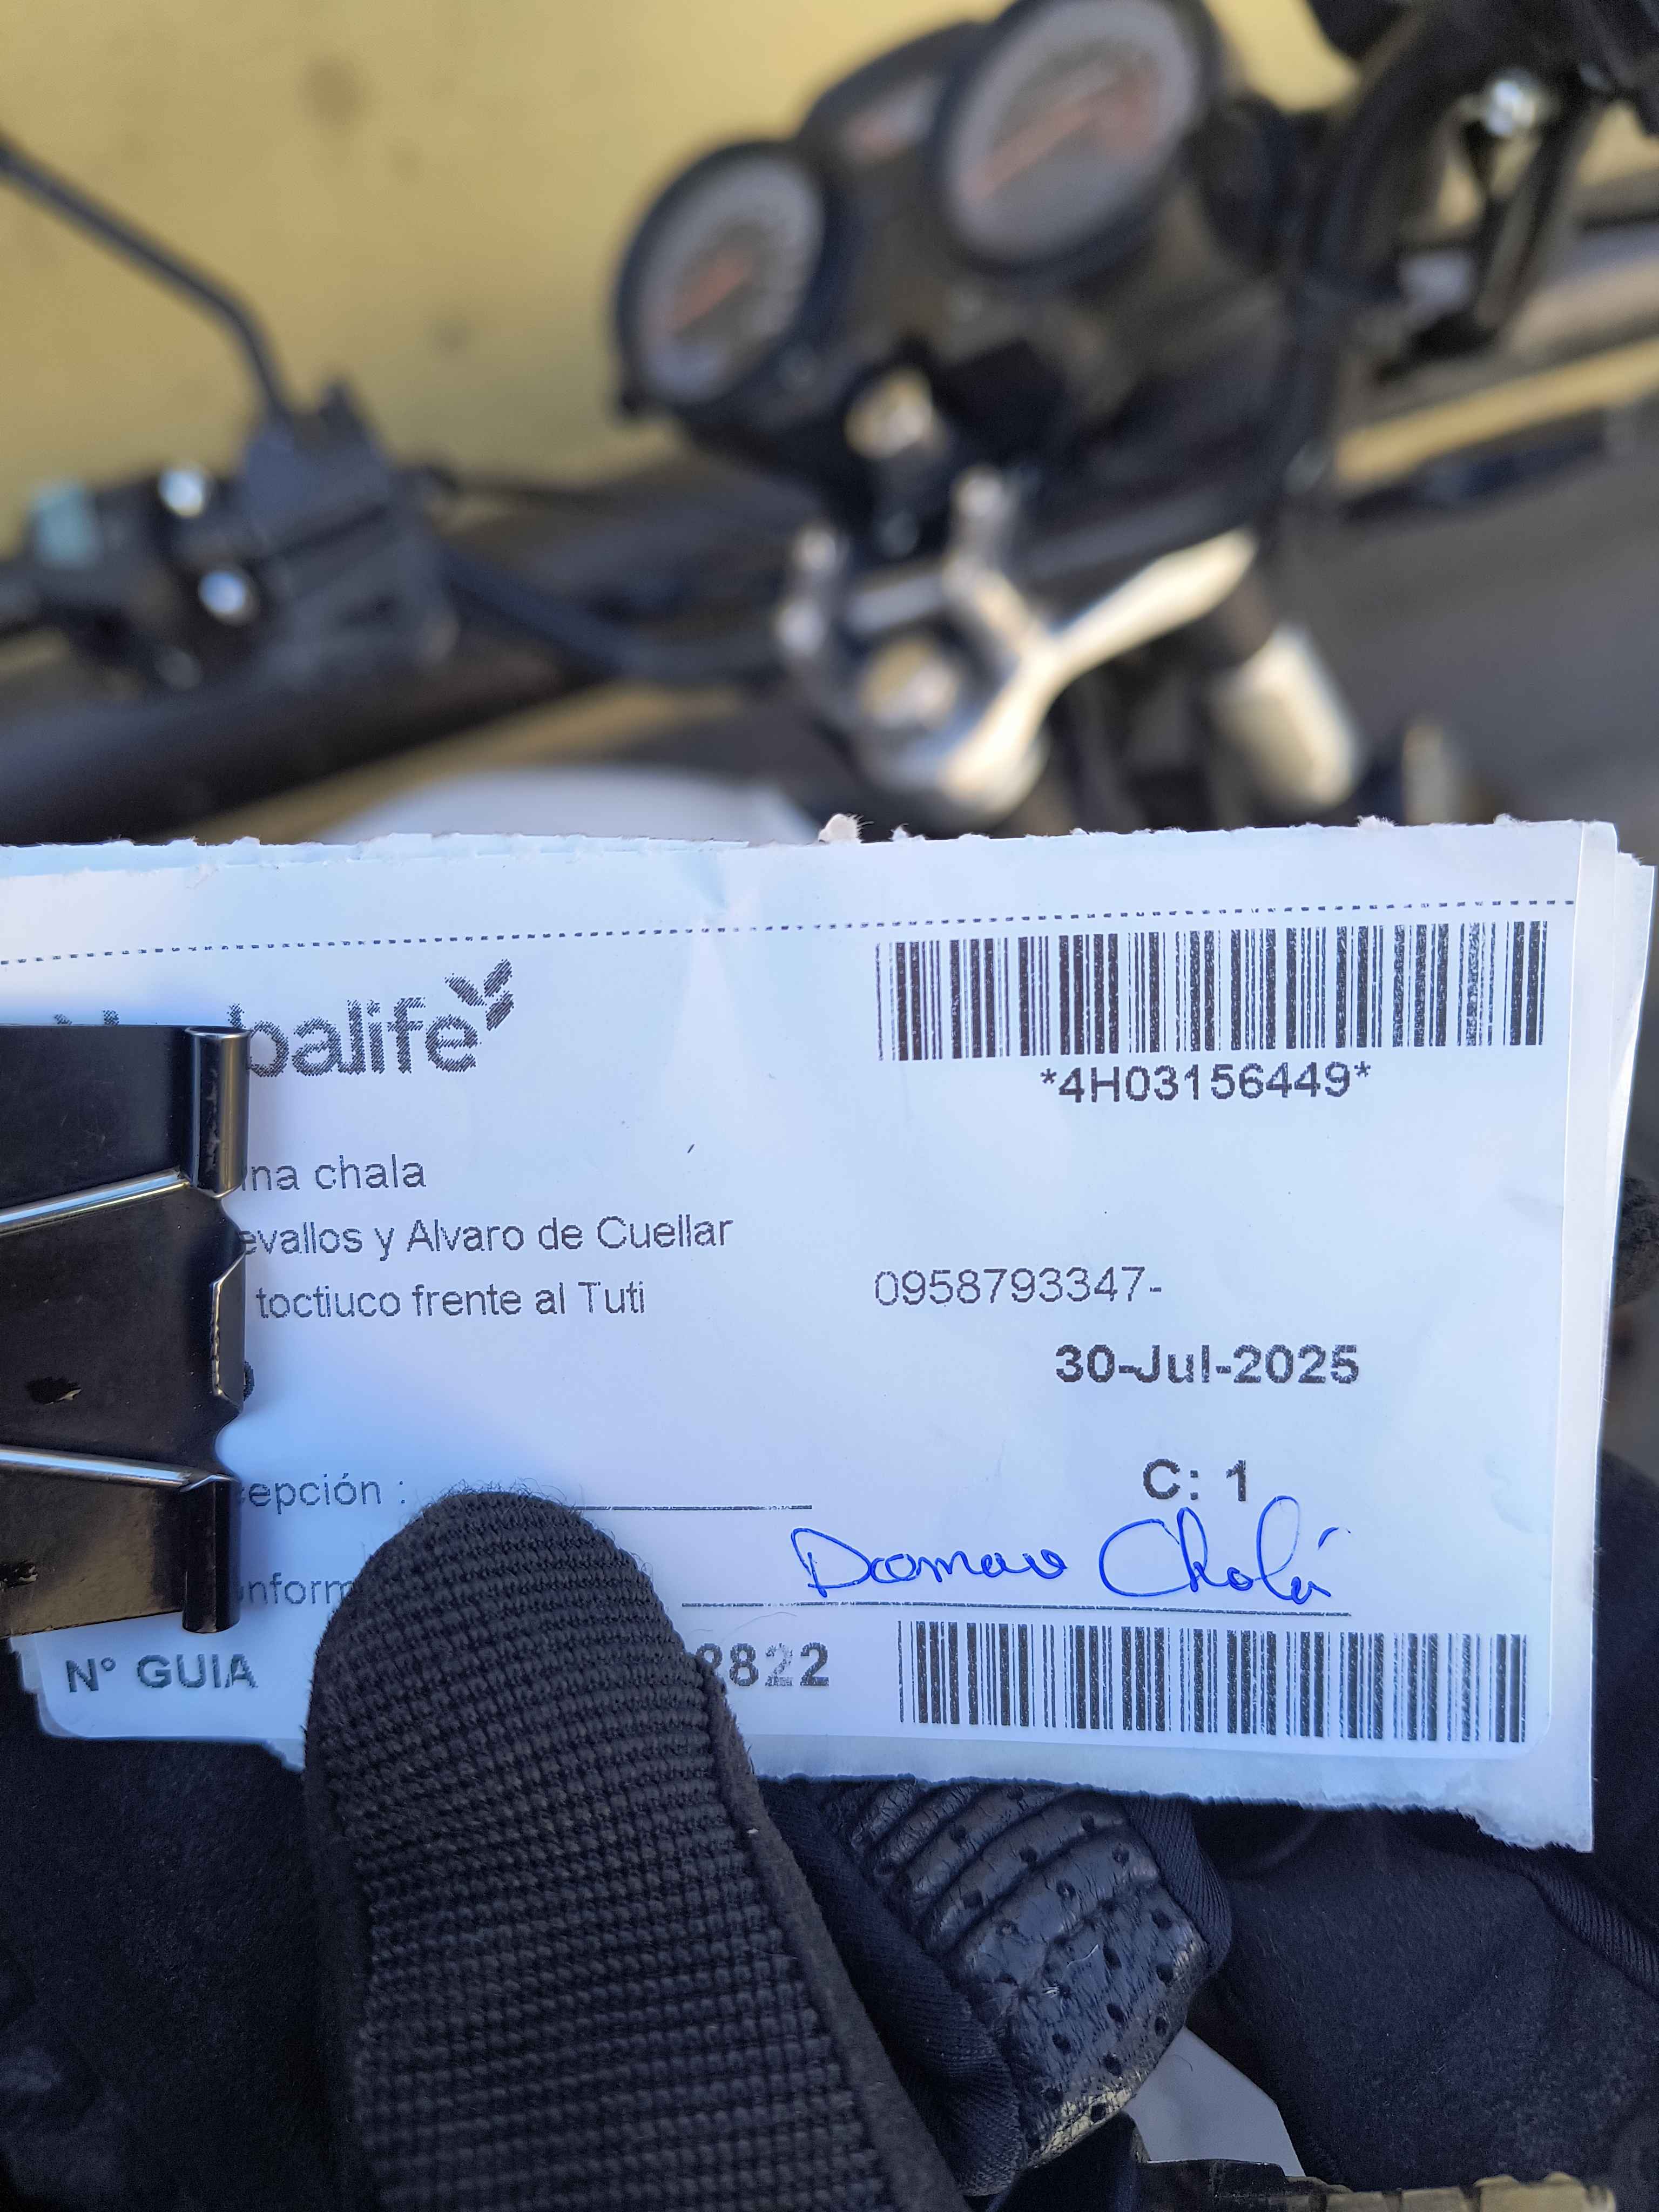 balife
*4H03156449*
na chala
evallos y Alvaro de Cuellar
toctiuco frente al Tuti
0958793347-
30-Jul-2025
C: 1
epción :
Chalá
nform
N° GUIA
2822